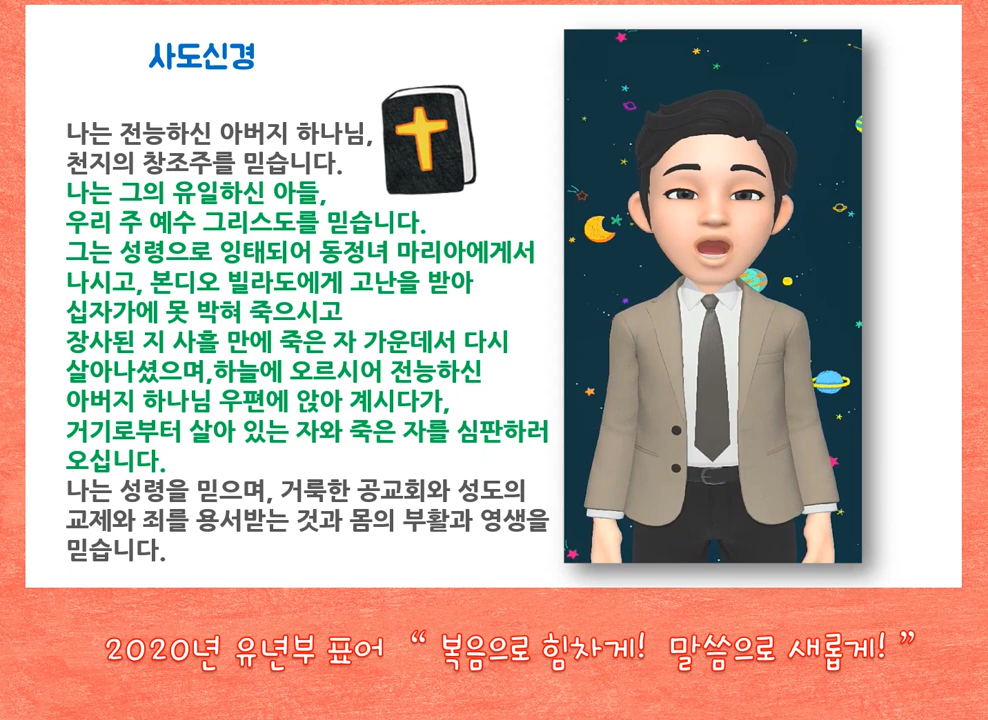 사도신경
나는 전능하신 아버지 하나님,
천지의 창조주를 믿습니다.
나는 그의 유일하신 아들,
우리 주 예수 그리스도를 믿습니다.
그는 성령으로 잉태되어 동정녀 마리아에게서
나시고, 본디오 빌라도에게 고난을 받아
십자가에 못 박혀 죽으시고
장사된 지 사흘 만에 죽은 자 가운데서 다시
살아나셨으며,하늘에 오르시어 전능하신
아버지 하나님 우편에 앉아 계시다가,
거기로부터 살아 있는 자와 죽은 자를 심판하러
오십니다.
나는 성령을 믿으며, 거룩한 공교회와 성도의
교제와 죄를 용서받는 것과 몸의 부활과 영생을
믿습니다.
2020년 유년부 표어 “ 복음으로 힘차게! 말씀으로 새롭게! ”